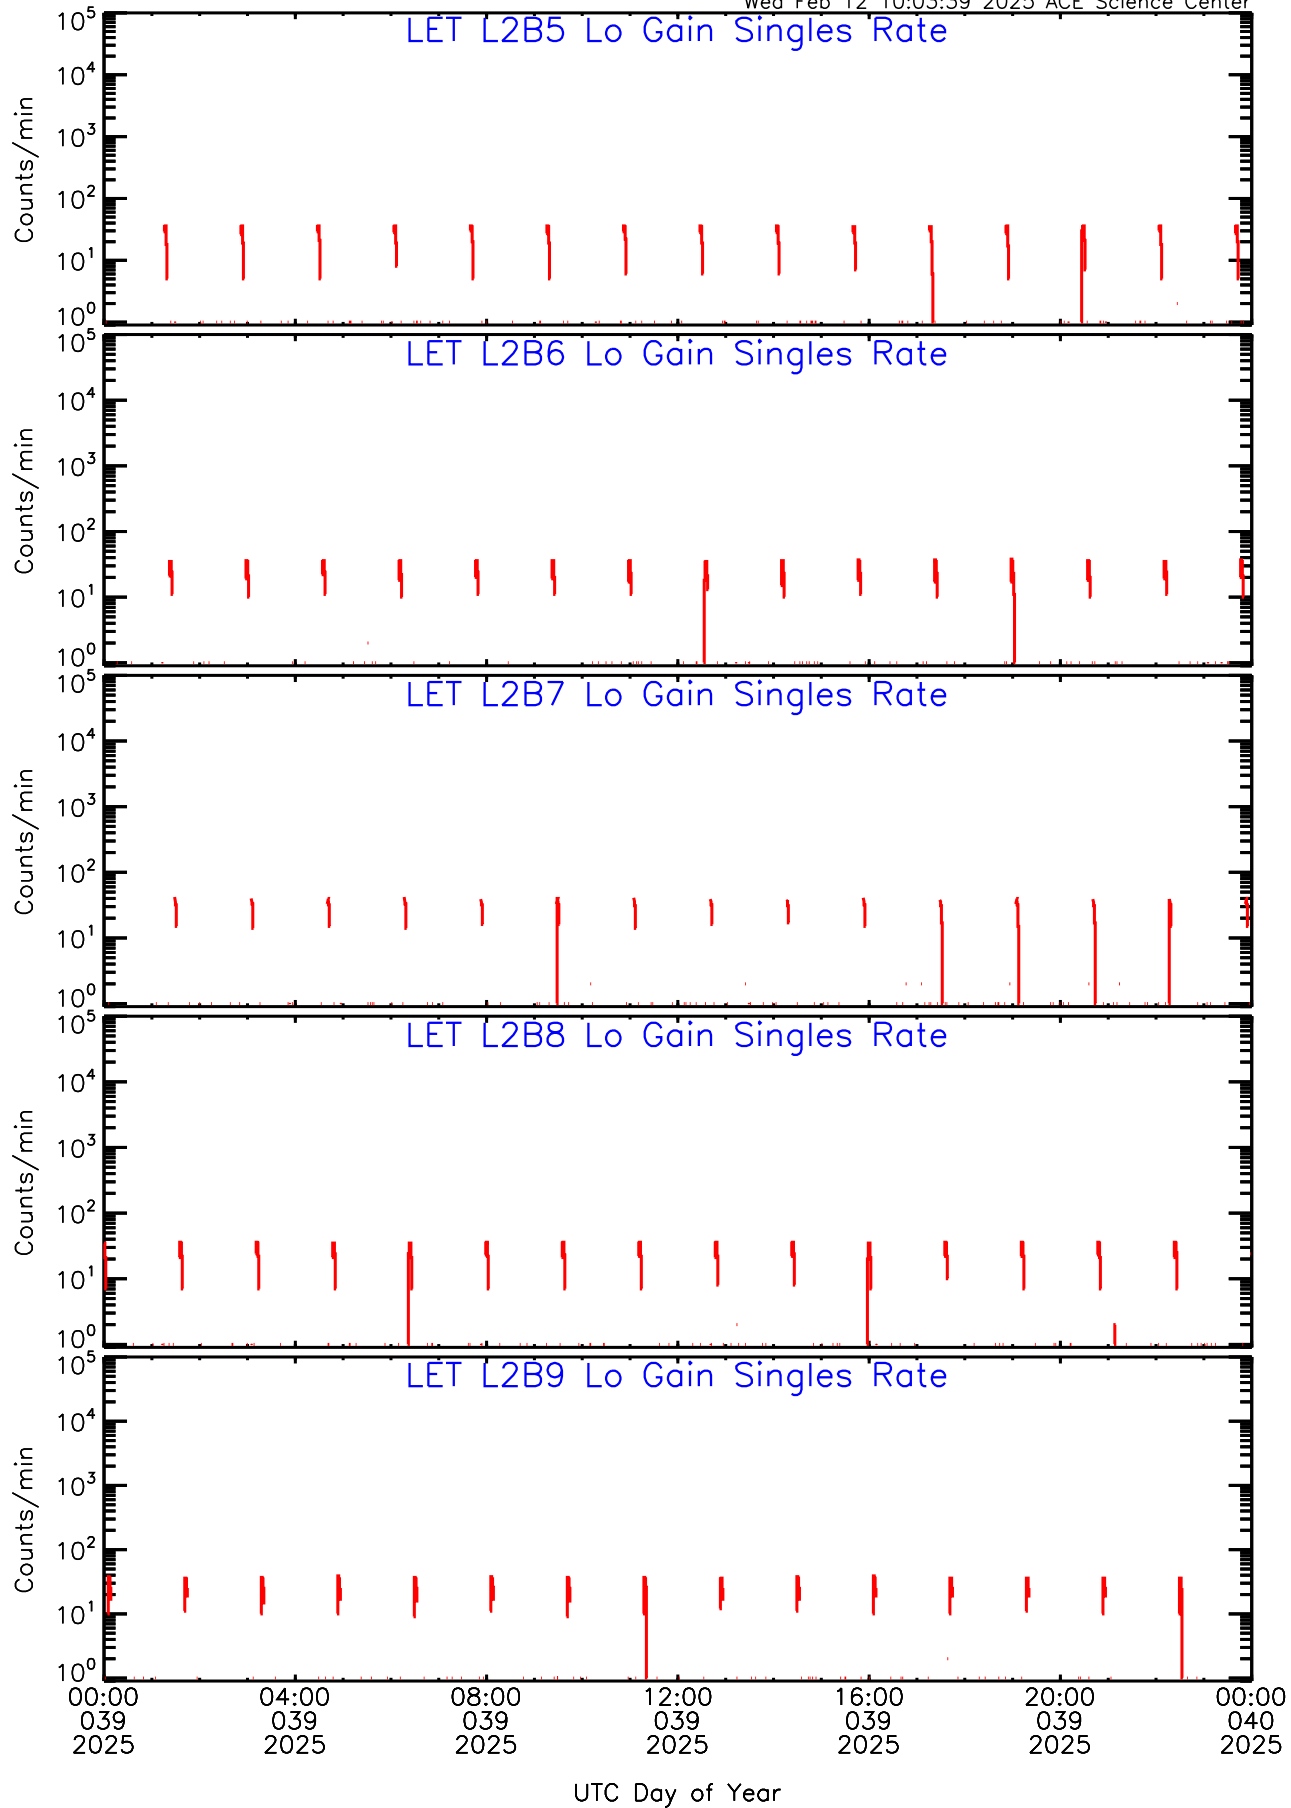 Wed Feb 12 10:03:39 2025 ACE Science Center
LET L2B5 Lo Gain Singles Rate
10^5
10^4
10^3
10^2
10^1
10^0
Counts/min
LET L2B6 Lo Gain Singles Rate
10^5
10^4
10^3
10^2
10^1
10^0
Counts/min
LET L2B7 Lo Gain Singles Rate
10^5
10^4
10^3
10^2
10^1
10^0
Counts/min
LET L2B8 Lo Gain Singles Rate
10^5
10^4
10^3
10^2
10^1
10^0
Counts/min
LET L2B9 Lo Gain Singles Rate
10^5
10^4
10^3
10^2
10^1
10^0
Counts/min
00:00 04:00 08:00 12:00 16:00 20:00 00:00
039 039 039 039 039 039 040
2025 2025 2025 2025 2025 2025 2025
UTC Day of Year